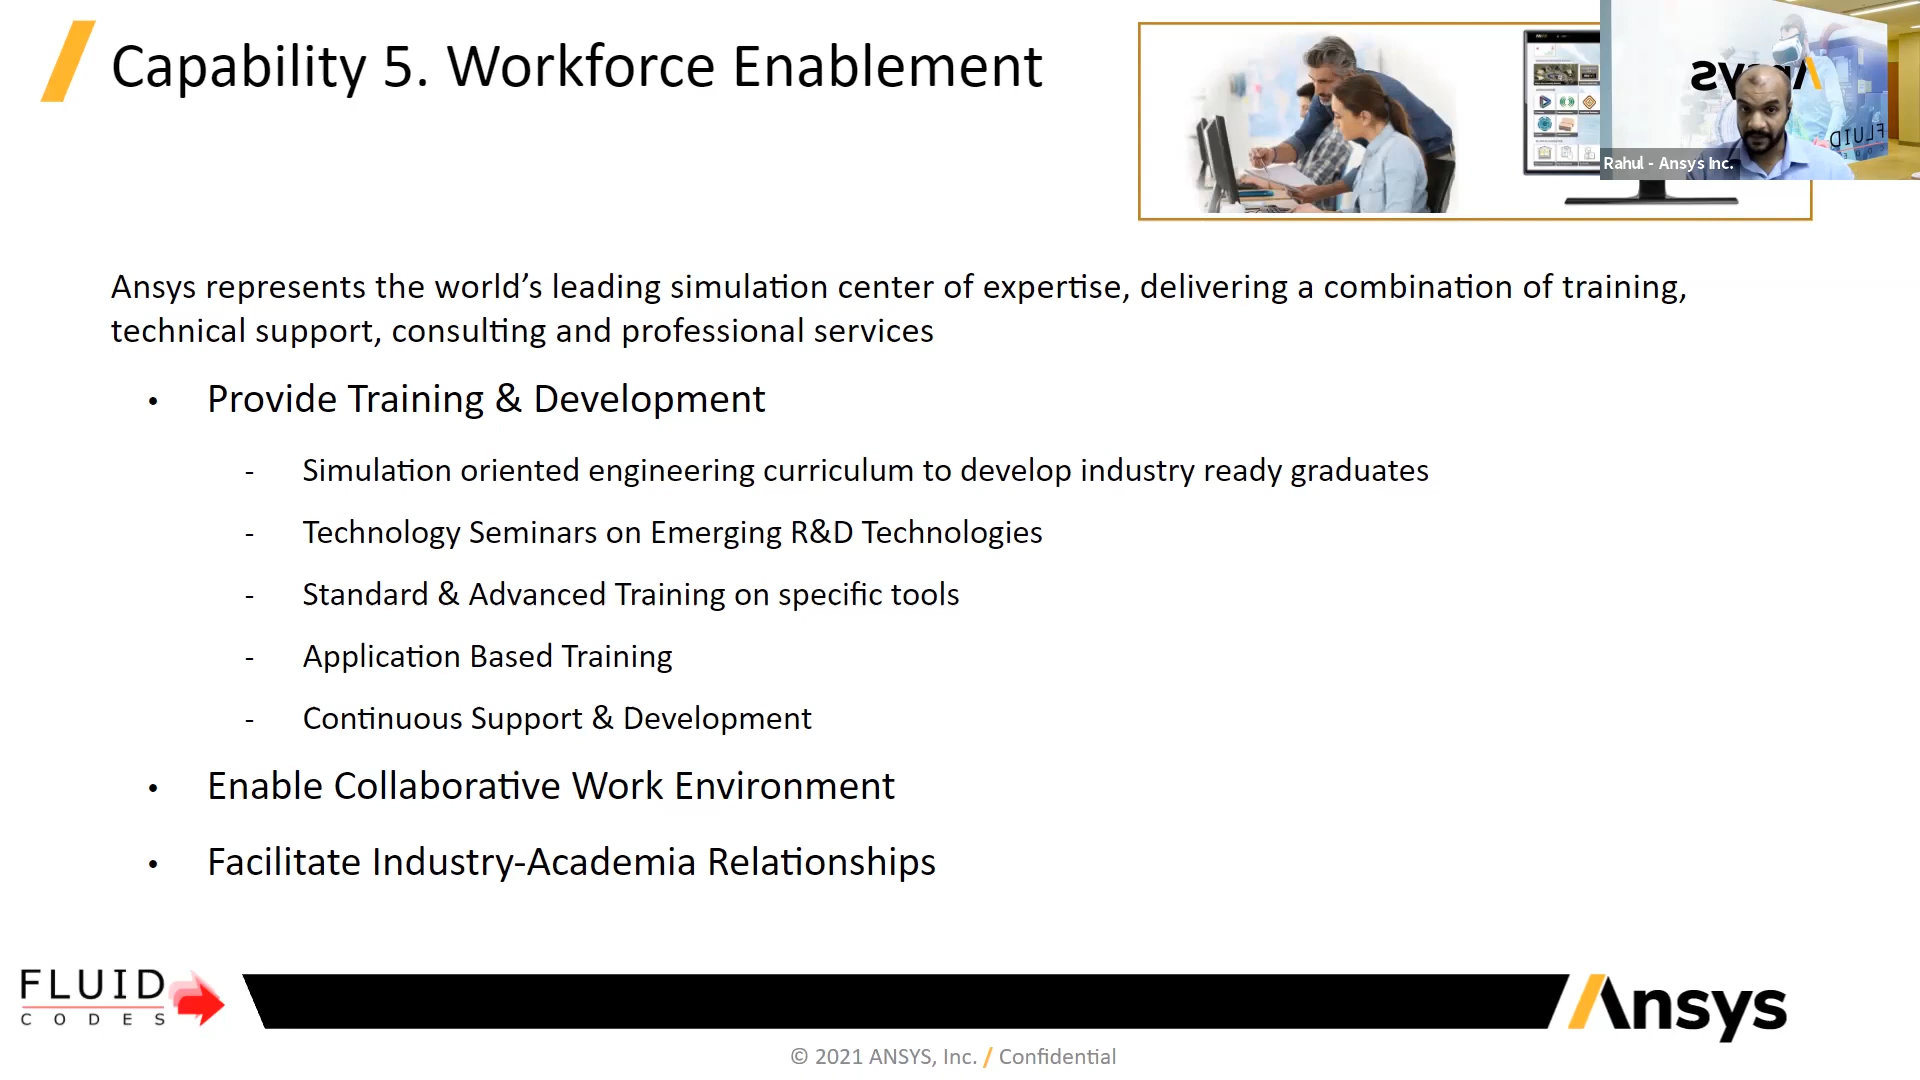 Capability 5. Workforce Enablement
Rahul - Ansys Inc.
Ansys represents the world’s leading simulation center of expertise, delivering a combination of training,
technical support, consulting and professional services
• Provide Training & Development
- Simulation oriented engineering curriculum to develop industry ready graduates
- Technology Seminars on Emerging R&D Technologies
- Standard & Advanced Training on specific tools
- Application Based Training
- Continuous Support & Development
• Enable Collaborative Work Environment
• Facilitate Industry-Academia Relationships
FLUID
CODES
Ansys
© 2021 ANSYS, Inc. / Confidential